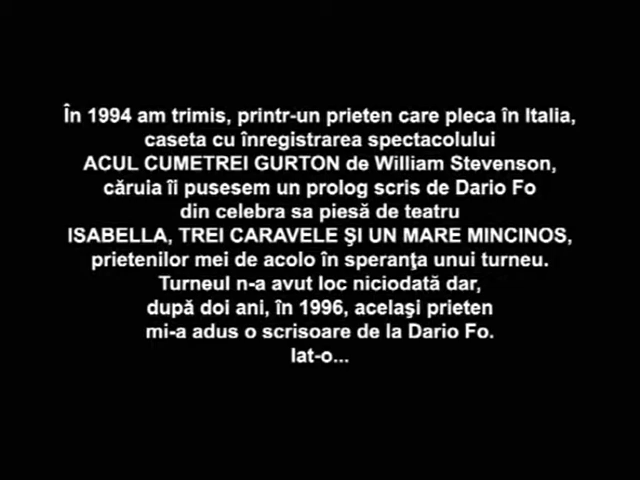 În 1994 am trimis, printr-un prieten care pleca în Italia,
caseta cu înregistrarea spectacolului
ACUL CUMETREI GURTON de William Stevenson,
căruia îi pusesem un prolog scris de Dario Fo
din celebra sa piesă de teatru
ISABELLA, TREI CARAVELE ŞI UN MARE MINCINOS,
prietenilor mei de acolo în speranţa unui turneu.
Turneul n-a avut loc niciodată dar,
după doi ani, în 1996, acelaşi prieten
mi-a adus o scrisoare de la Dario Fo.
Iat-o...